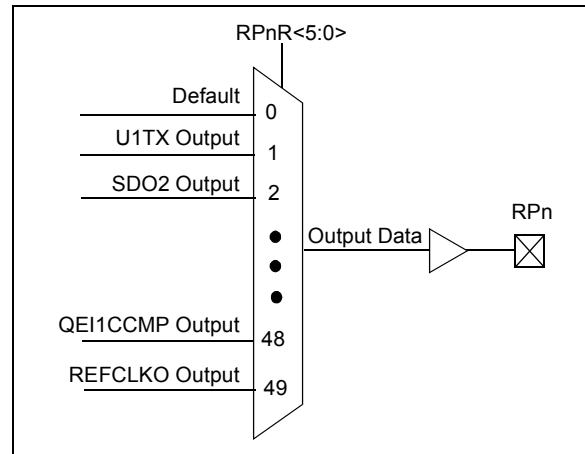 RPnR<5:0>
Default
0
U1TX Output
1
SDO2 Output
2
RPn
Output Data
QEI1CCMP Output
48
REFCLKO Output
49